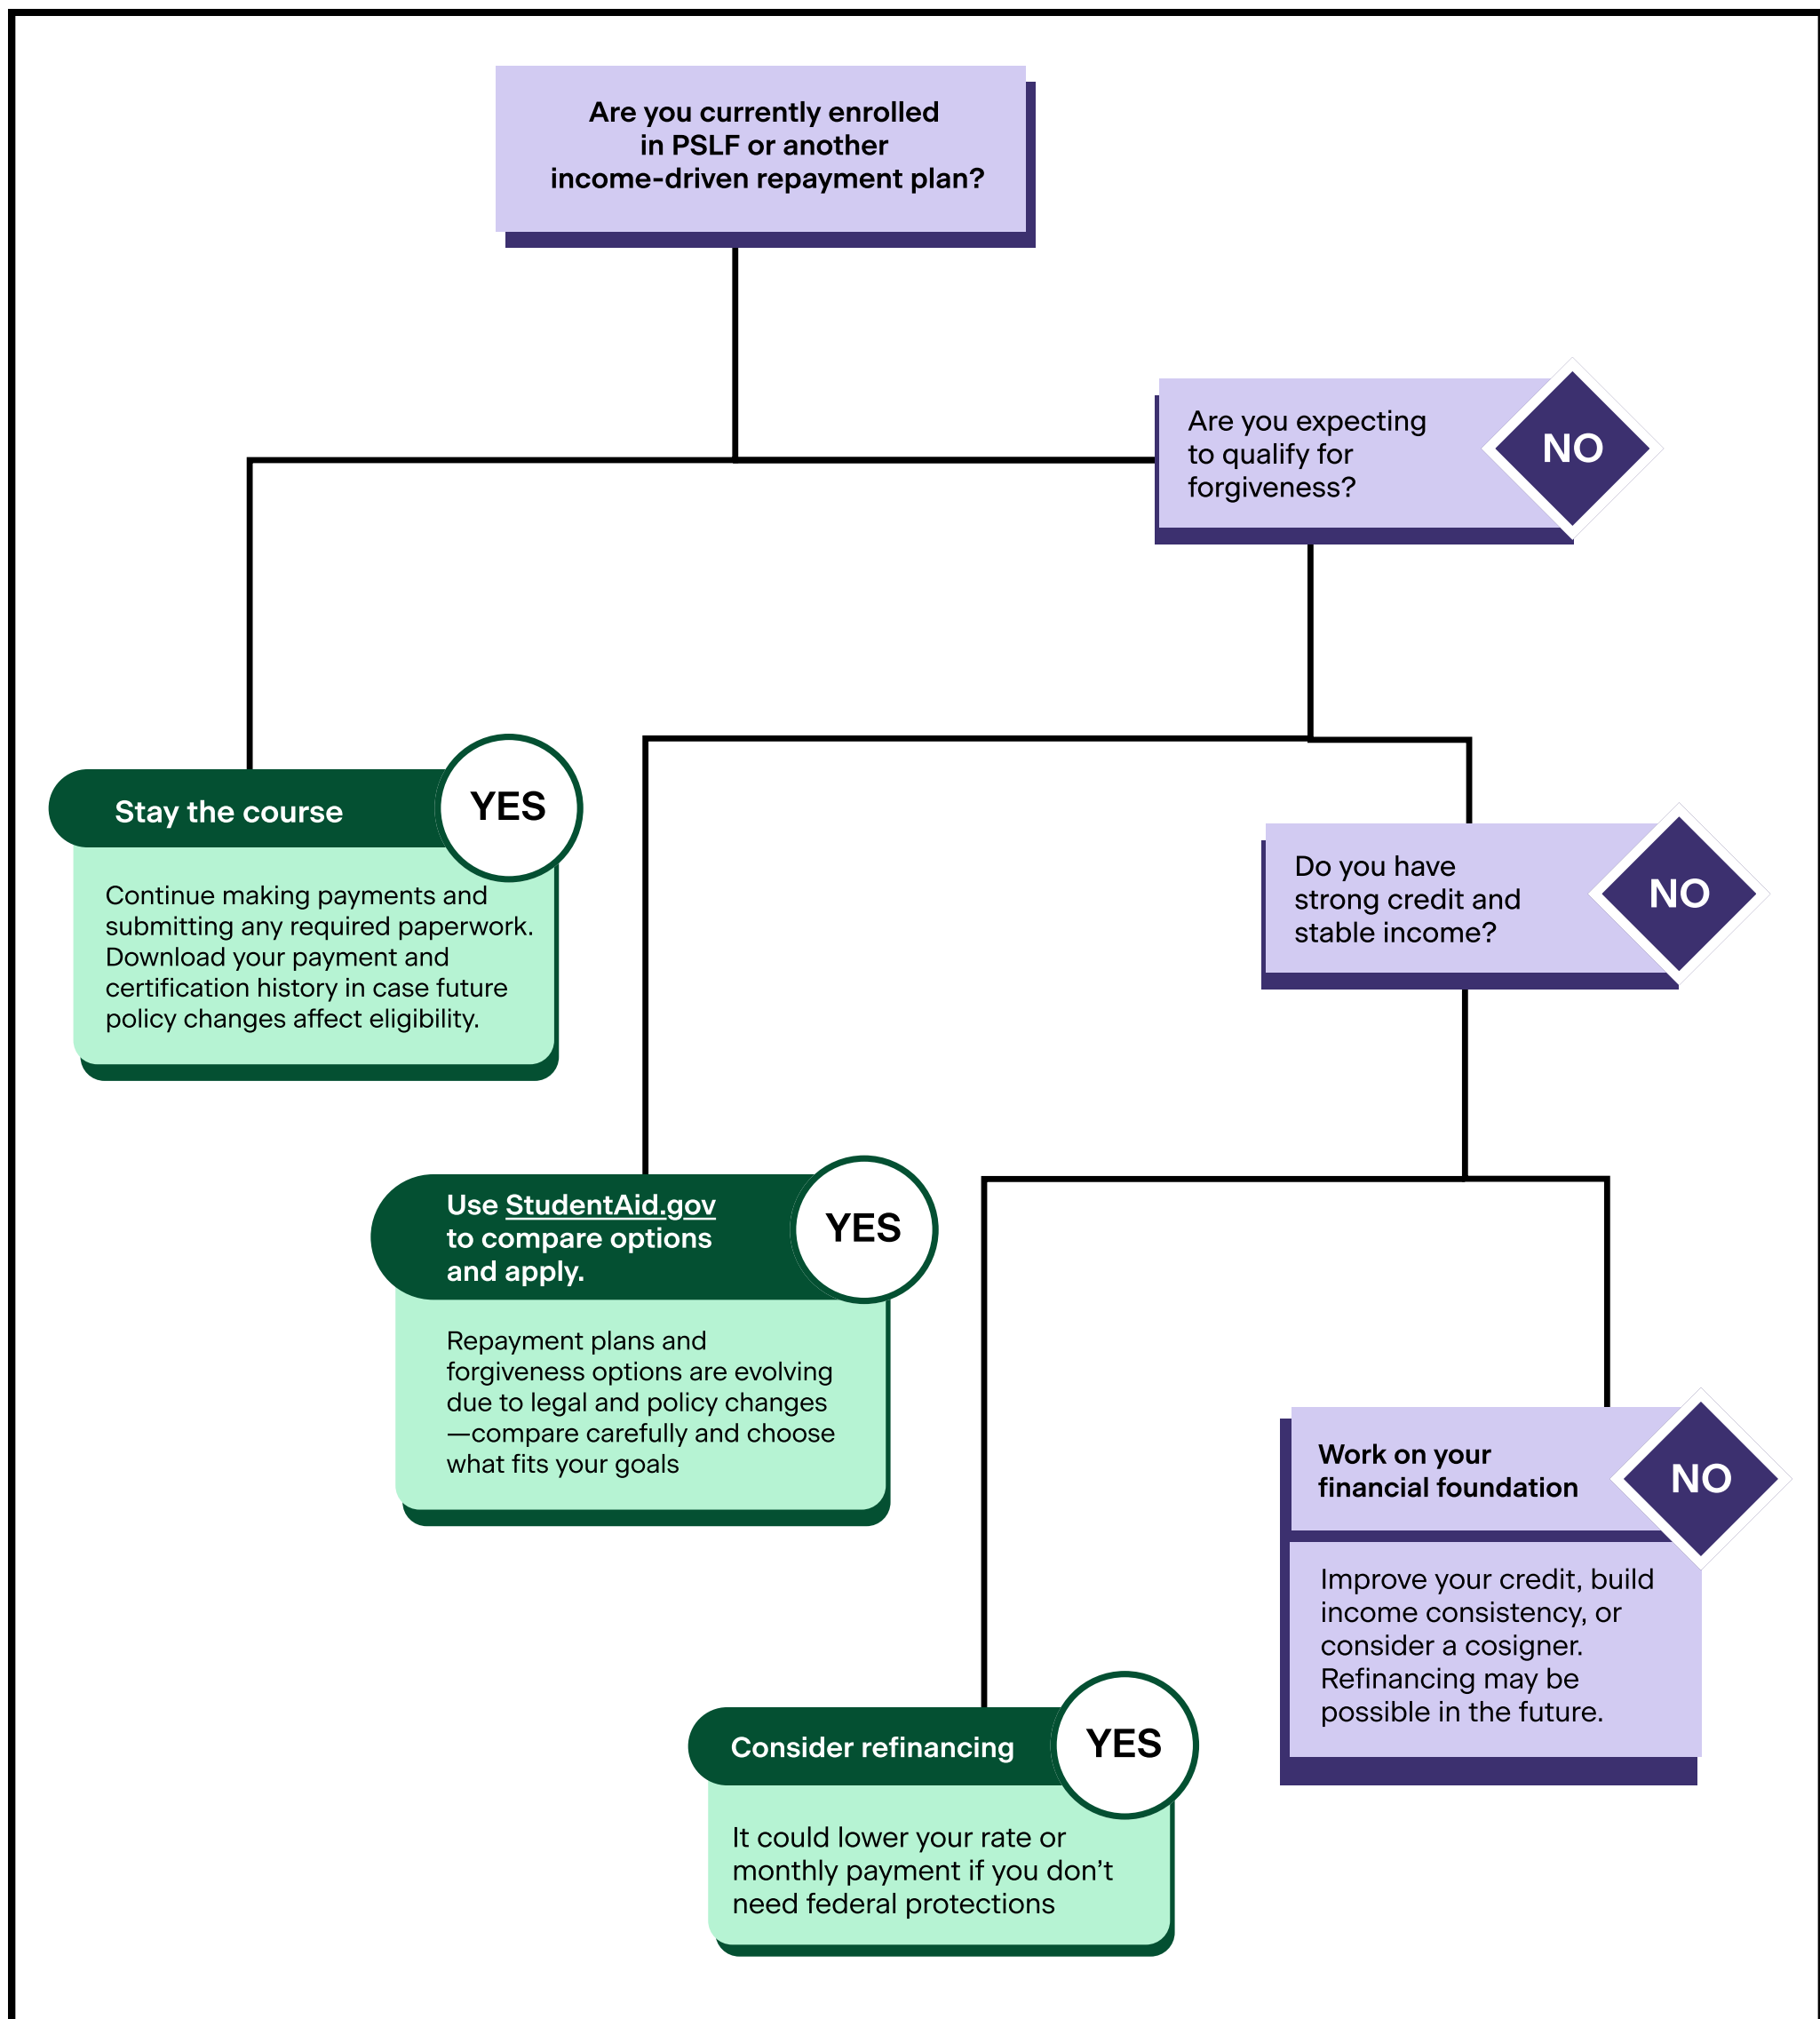 Are you currently enrolled
in PSLF or another
income-driven repayment plan?
Are you expecting
to qualify for
forgiveness?
NO
Stay the course
YES
Continue making payments and
submitting any required paperwork.
Download your payment and
certification history in case future
policy changes affect eligibility.
Do you have
strong credit and
stable income?
NO
Use StudentAid.gov
to compare options
and apply.
YES
Repayment plans and
forgiveness options are evolving
due to legal and policy changes
—compare carefully and choose
what fits your goals
Work on your
financial foundation
NO
Improve your credit, build
income consistency, or
consider a cosigner.
Refinancing may be
possible in the future.
Consider refinancing
YES
It could lower your rate or
monthly payment if you don’t
need federal protections